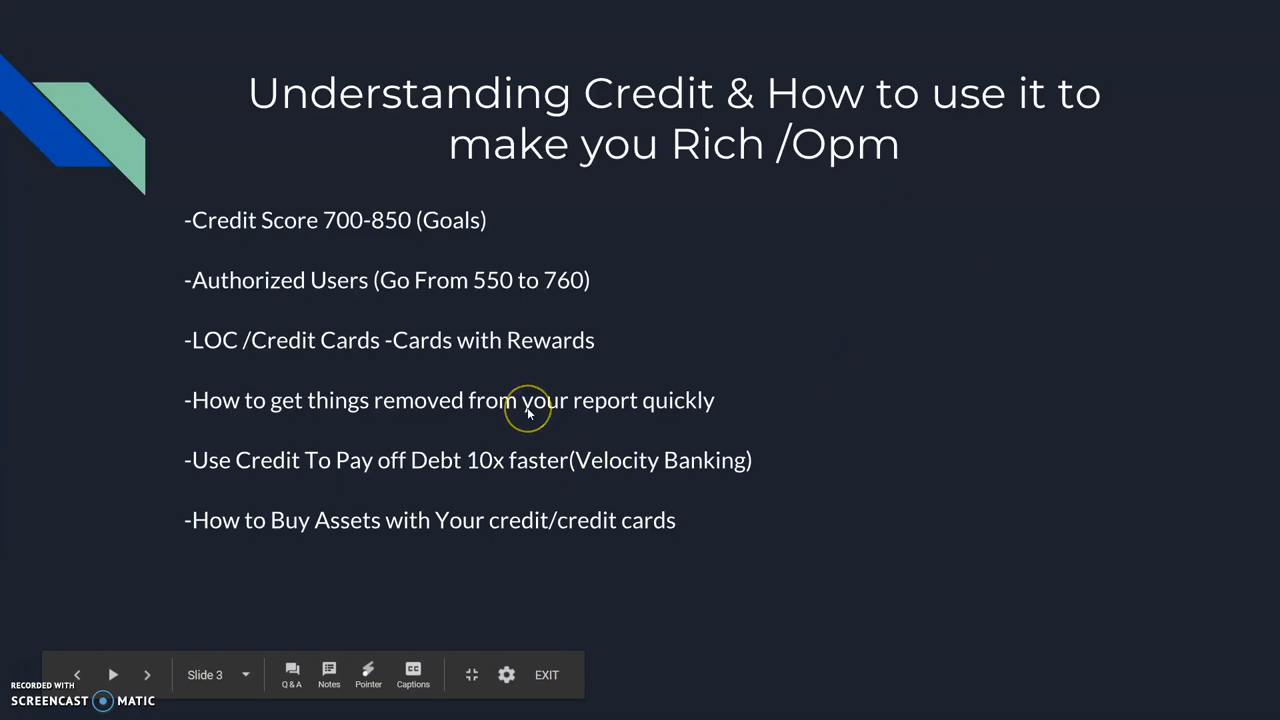 Understanding Credit & How to use it to
make you Rich /Opm
-Credit Score 700-850 (Goals)
-Authorized Users (Go From 550 to 760)
-LOC /Credit Cards -Cards with Rewards
-How to get things removed from your report quickly
-Use Credit To Pay off Debt 10x faster(Velocity Banking)
-How to Buy Assets with Your credit/credit cards
Slide 3
Q & A
Notes
Pointer
CC
Captions
EXIT
RECORDED WITH
SCREENCAST MATIC